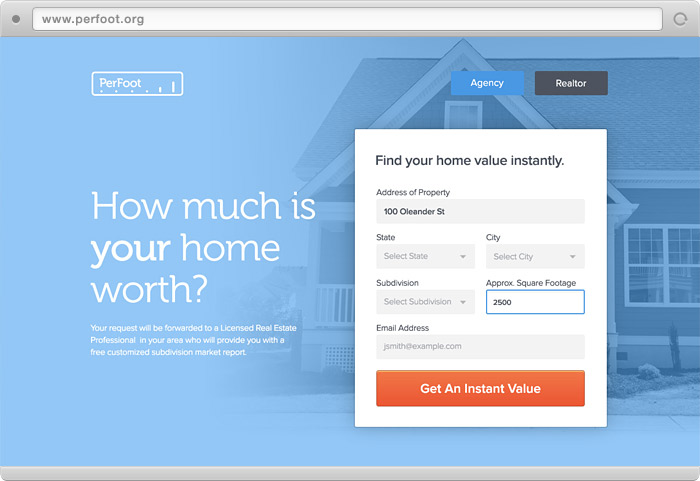 www.perfoot.org
PerFoot
Agency
Realtor
How much is
your home
worth?
Your request will be forwarded to a Licensed Real Estate
Professional in your area who will provide you with a
free customized subdivision market report.
Find your home value instantly.
Address of Property
100 Oleander St
State
City
Select State
Select City
Subdivision
Approx. Square Footage
Select Subdivision
2500
Email Address
jsmith@example.com
Get An Instant Value